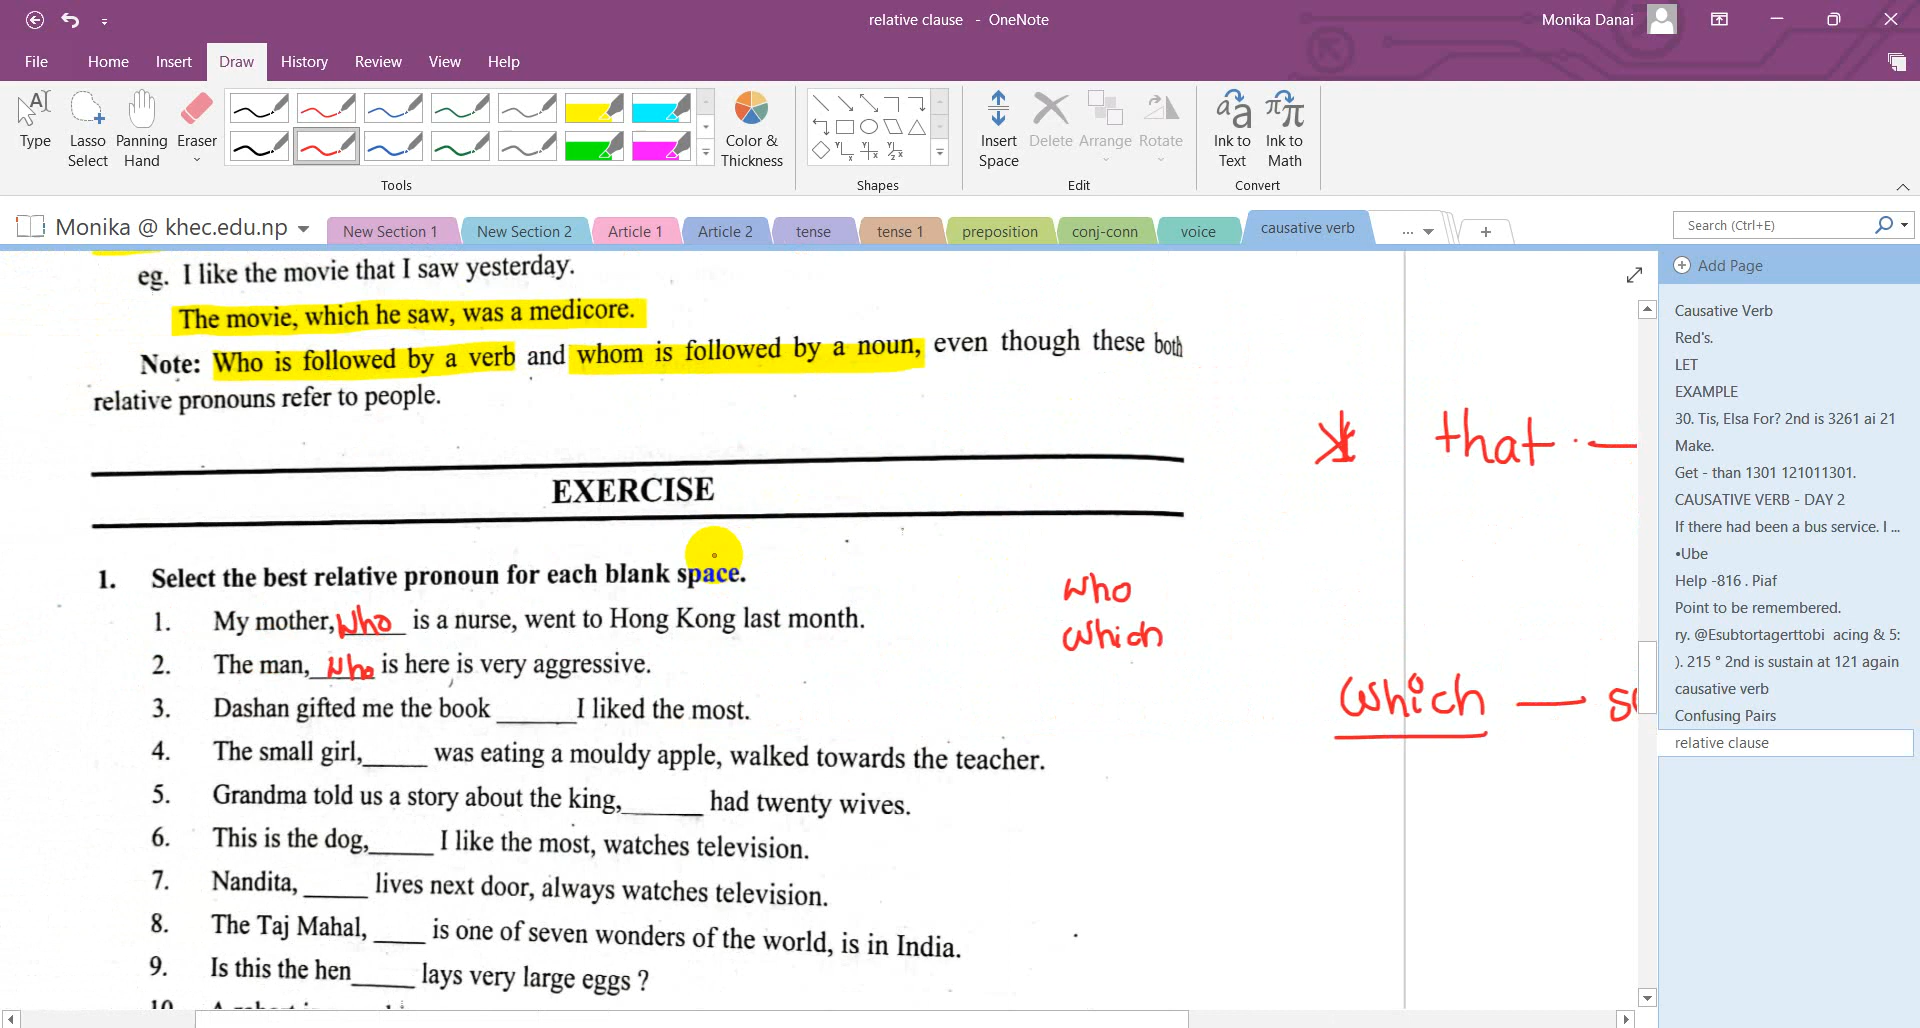 relative clause - OneNote
Monika Danai
File Home Insert Draw History Review View Help
Type
Lasso Select
Panning Hand
Eraser
Color & Thickness
Insert Space
Delete
Arrange
Rotate
Ink to Text
Ink to Math
Tools
Shapes
Edit
Convert
Monika @ khec.edu.np
New Section 1 New Section 2 Article 1 Article 2 tense tense 1 preposition conj-conn voice causative verb ...
Search (Ctrl+E)
eg. I like the movie that I saw yesterday.
The movie, which he saw, was a medicore.
Note: Who is followed by a verb and whom is followed by a noun, even though these both
relative pronouns refer to people.
that
EXERCISE
1. Select the best relative pronoun for each blank space.
who
which
1. My mother, who is a nurse, went to Hong Kong last month.
2. The man, who is here is very aggressive.
3. Dashan gifted me the book ______ I liked the most.
which
4. The small girl,_____ was eating a mouldy apple, walked towards the teacher.
5. Grandma told us a story about the king,______ had twenty wives.
6. This is the dog,_____ I like the most, watches television.
7. Nandita, _____ lives next door, always watches television.
8. The Taj Mahal, ____ is one of seven wonders of the world, is in India.
9. Is this the hen_____ lays very large eggs ?
Add Page
Causative Verb
Red's.
LET
EXAMPLE
30. Tis, Elsa For? 2nd is 3261 ai 21
Make.
Get - than 1301 121011301.
CAUSATIVE VERB - DAY 2
If there had been a bus service. I ...
•Ube
Help -816 . Piaf
Point to be remembered.
ry. @Esubtortagerttobi acing & 5:
). 215 ° 2nd is sustain at 121 again
causative verb
Confusing Pairs
relative clause